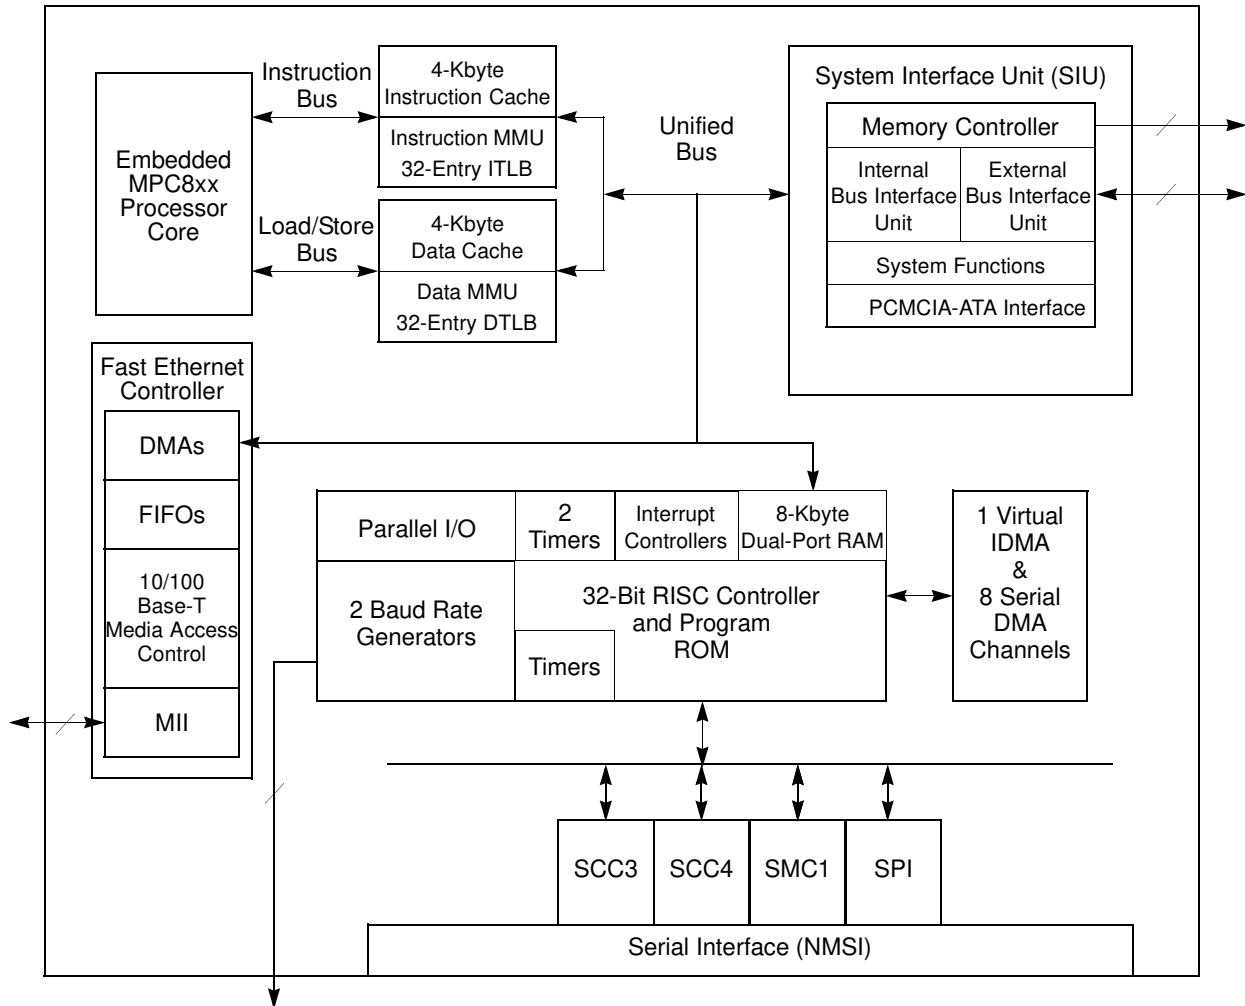 Instruction
Bus
4-Kbyte
Instruction Cache
Instruction MMU
32-Entry ITLB
Embedded
MPC8xx
Processor
Core
Load/Store
Bus
4-Kbyte
Data Cache
Data MMU
32-Entry DTLB
Unified
Bus
System Interface Unit (SIU)
Memory Controller
Internal
Bus Interface
Unit
External
Bus Interface
Unit
System Functions
PCMCIA-ATA Interface
Fast Ethernet
Controller
DMAs
FIFOs
10/100
Base-T
Media Access
Control
MII
Parallel I/O
2
Timers
Interrupt
Controllers
8-Kbyte
Dual-Port RAM
2 Baud Rate
Generators
32-Bit RISC Controller
and Program
ROM
Timers
1 Virtual
IDMA
&
8 Serial
DMA
Channels
SCC3
SCC4
SMC1
SPI
Serial Interface (NMSI)